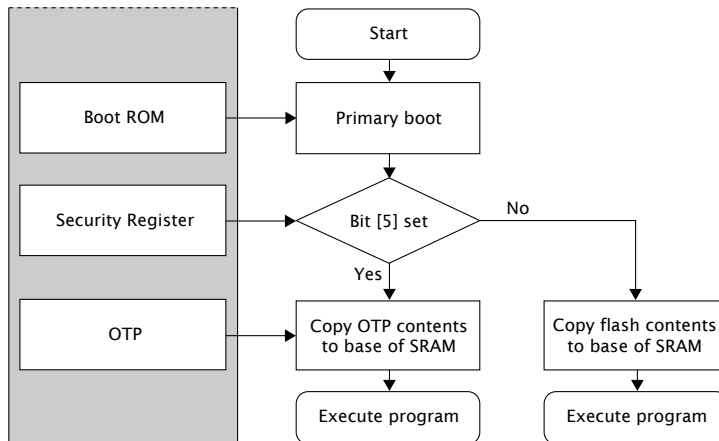 Start
Boot ROM
Primary boot
Security Register
Bit [5] set
No
Yes
OTP
Copy OTP contents
to base of SRAM
Copy flash contents
to base of SRAM
Execute program
Execute program